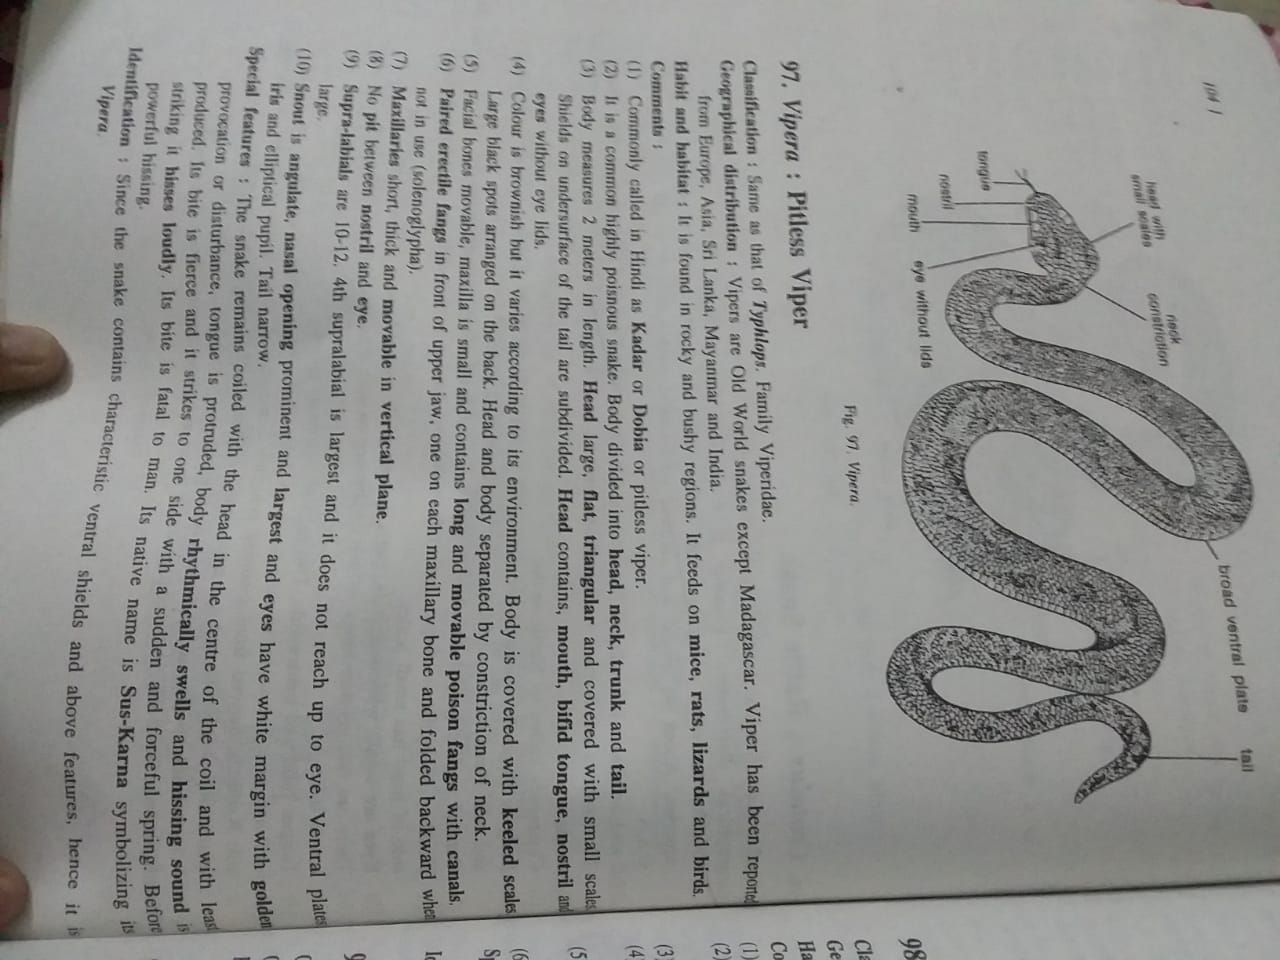 104 /
head with
small scales
neck
constriction
tongue
nostril
mouth
eye without lids
broad ventral plate
tail
Fig. 97. Vipera.
97. Vipera : Pitless Viper
Classification : Same as that of Typhlops. Family Viperidae.
Geographical distribution : Vipers are Old World snakes except Madagascar. Viper has been reported
from Europe, Asia, Sri Lanka, Mayanmar and India.
Habit and habitat : It is found in rocky and bushy regions. It feeds on mice, rats, lizards and birds.
Comments :
(1) Commonly called in Hindi as Kadar or Dobia or pitless viper.
(2) It is a common highly poisnous snake. Body divided into head, neck, trunk and tail.
(3) Body measures 2 meters in length. Head large, flat, triangular and covered with small scales.
Shields on undersurface of the tail are subdivided. Head contains, mouth, bifid tongue, nostril and
eyes without eye lids.
(4) Colour is brownish but it varies according to its environment. Body is covered with keeled scales
Large black spots arranged on the back. Head and body separated by constriction of neck.
(5) Facial bones movable, maxilla is small and contains long and movable poison fangs with canals.
(6) Paired erectile fangs in front of upper jaw, one on each maxillary bone and folded backward when
not in use (solenoglypha).
(7) Maxillaries short, thick and movable in vertical plane.
(8) No pit between nostril and eye.
(9) Supra-labials are 10-12. 4th supralabial is largest and it does not reach up to eye. Ventral plates
large.
(10) Snout is angulate, nasal opening prominent and largest and eyes have white margin with golden
iris and elliptical pupil. Tail narrow.
Special features : The snake remains coiled with the head in the centre of the coil and with least
provocation or disturbance, tongue is protruded, body rhythmically swells and hissing sound is
produced. Its bite is fierce and it strikes to one side with a sudden and forceful spring. Before
striking it hisses loudly. Its bite is fatal to man. Its native name is Sus-Karna symbolizing its
powerful hissing.
Identification : Since the snake contains characteristic ventral shields and above features, hence it is
Vipera.
98
Cla
Ge
Ha
Co
(1)
(2)
(3)
(4)
(5
(6
Sp